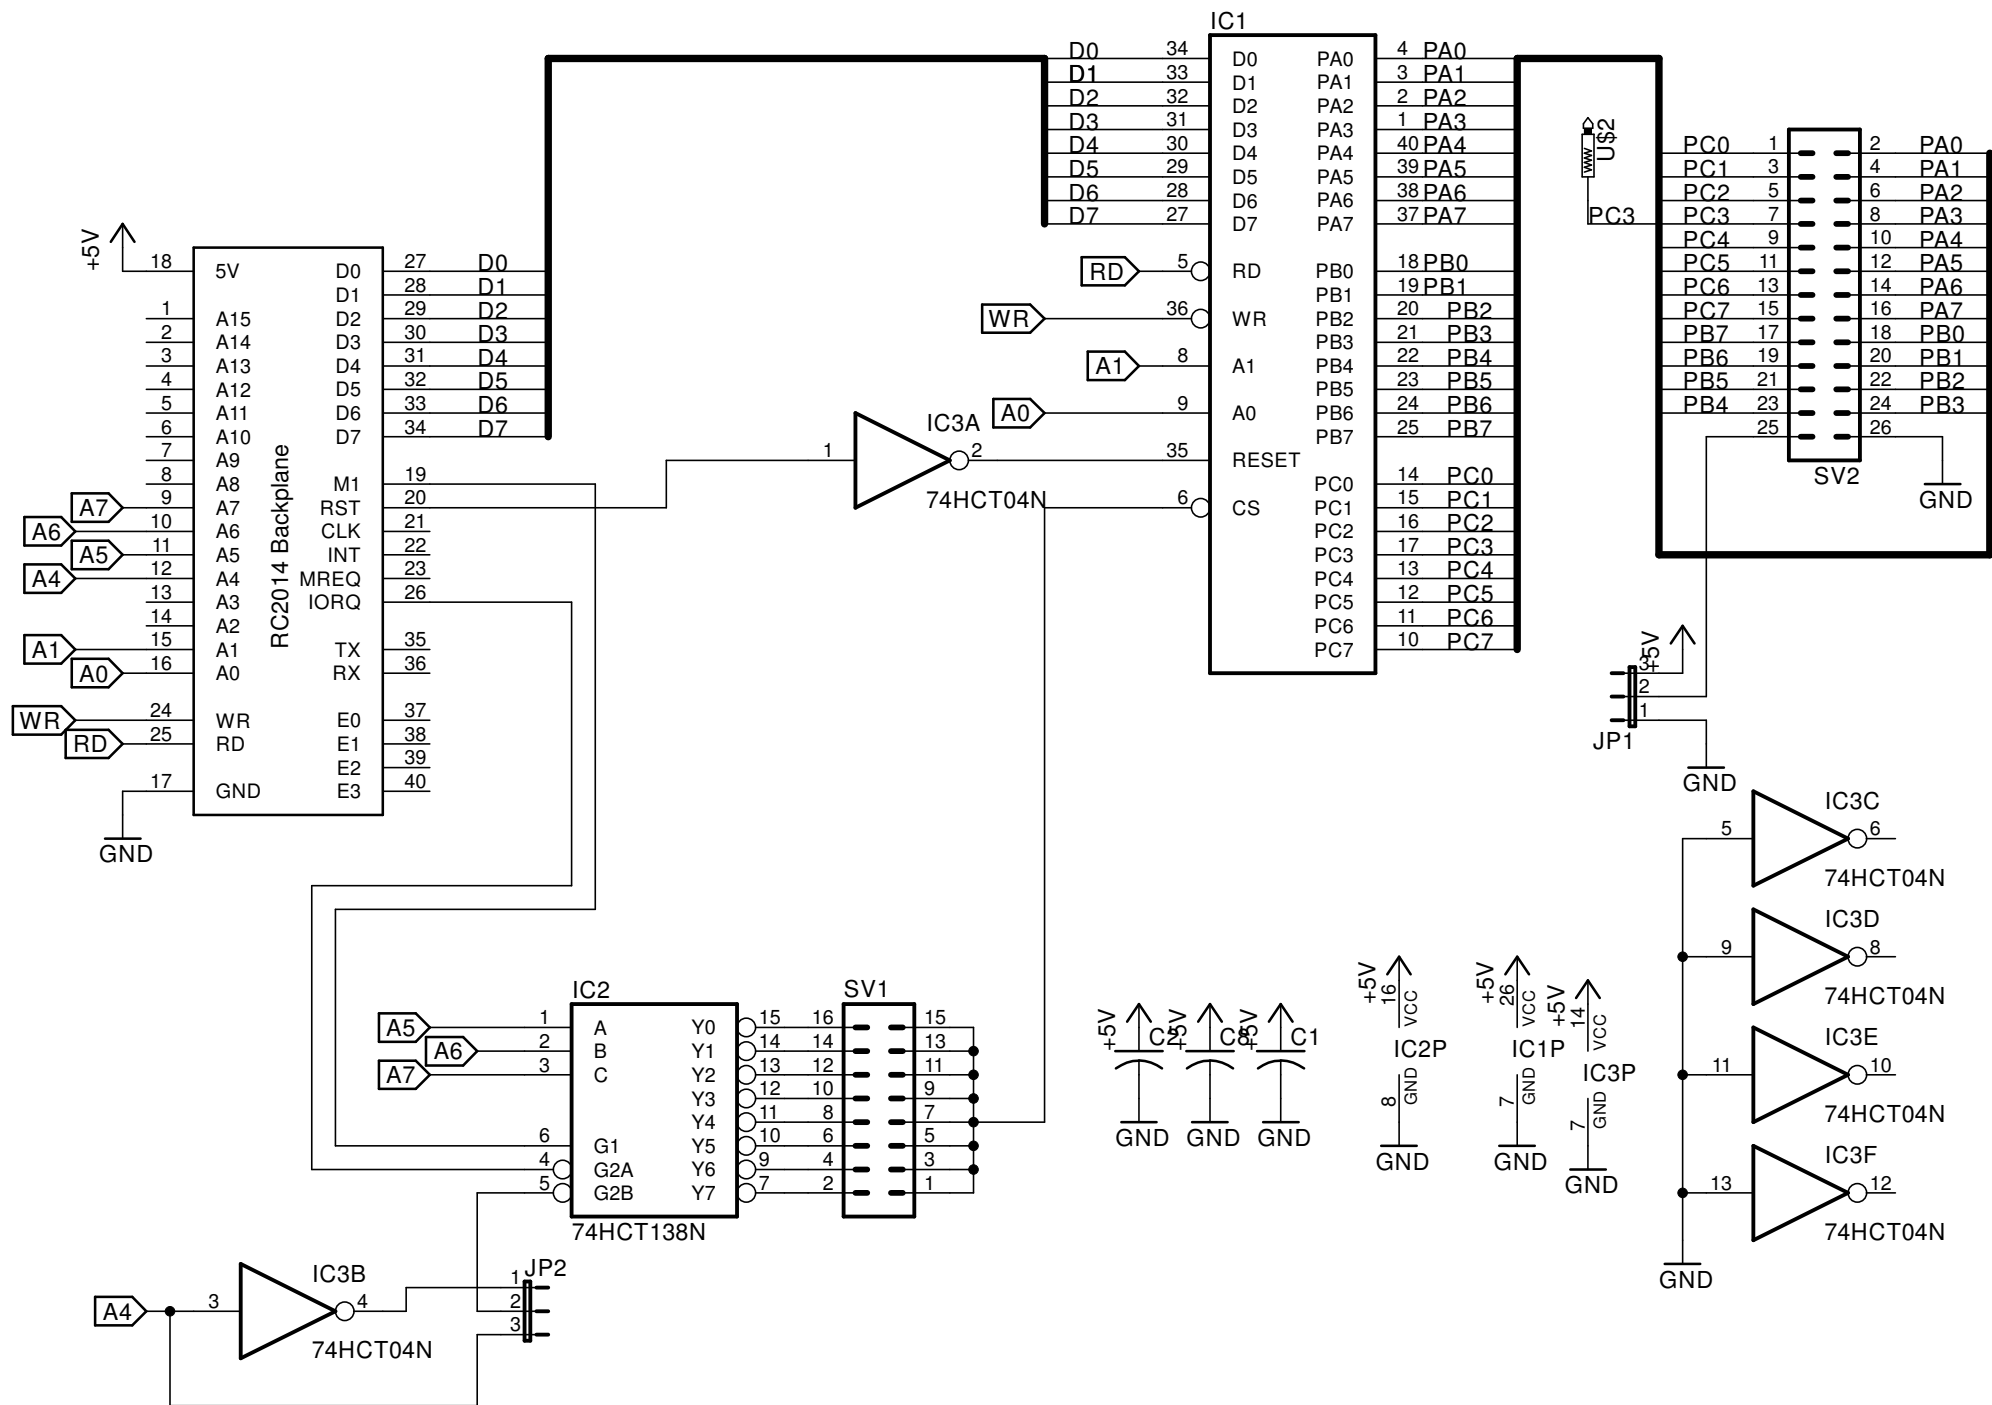 IC1
D0 34 D0 PA0 4 PA0
D1 33 D1 PA1 3 PA1
D2 32 D2 PA2 2 PA2
D3 31 D3 PA3 1 PA3
D4 30 D4 PA4 40 PA4
D5 29 D5 PA5 39 PA5
D6 28 D6 PA6 38 PA6
D7 27 D7 PA7 37 PA7
RD 5 RD PB0 18 PB0
PB1 19 PB1
WR 36 WR PB2 20 PB2
PB3 21 PB3
A1 8 A1 PB4 22 PB4
PB5 23 PB5
A0 9 A0 PB6 24 PB6
PB7 25 PB7
35 RESET
PC0 14 PC0
6 CS PC1 15 PC1
PC2 16 PC2
PC3 17 PC3
PC4 13 PC4
PC5 12 PC5
PC6 11 PC6
PC7 10 PC7
U$2
PC3
PC0 1 2 PA0
PC1 3 4 PA1
PC2 5 6 PA2
PC3 7 8 PA3
PC4 9 10 PA4
PC5 11 12 PA5
PC6 13 14 PA6
PC7 15 16 PA7
PB7 17 18 PB0
PB6 19 20 PB1
PB5 21 22 PB2
PB4 23 24 PB3
25 26
SV2
GND
+5V
18 5V D0 27 D0
D1 28 D1
1 A15 D2 29 D2
2 A14 D3 30 D3
3 A13 D4 31 D4
4 A12 D5 32 D5
5 A11 D6 33 D6
6 A10 D7 34 D7
7 A9
8 A8 M1 19
A7 9 A7 RST 20
A6 10 A6 CLK 21
A5 11 A5 INT 22
A4 12 A4 MREQ 23
13 A3 IORQ 26
14 A2
A1 15 A1 TX 35
A0 16 A0 RX 36
WR 24 WR E0 37
RD 25 RD E1 38
E2 39
17 GND E3 40
RC2014 Backplane
GND
1 IC3A 2
74HCT04N
+5V
3
2
1
JP1
GND
IC3C
5 6
74HCT04N
IC3D
9 8
74HCT04N
IC3E
11 10
74HCT04N
IC3F
13 12
74HCT04N
GND
IC2 SV1
A5 1 A Y0 15 16 15
A6 2 B Y1 14 14 13
A7 3 C Y2 13 12 11
Y3 12 10 9
Y4 11 8 7
6 G1 Y5 10 6 5
4 G2A Y6 9 4 3
5 G2B Y7 7 2 1
74HCT138N
+5V C2 +5V +5V C1
GND GND GND
+5V 16 VCC
IC2P
8 GND
GND
+5V 26 VCC
IC1P
7 GND
GND
+5V 14 VCC
IC3P
7 GND
GND
IC3B
A4 3 4
74HCT04N
JP2
1
2
3